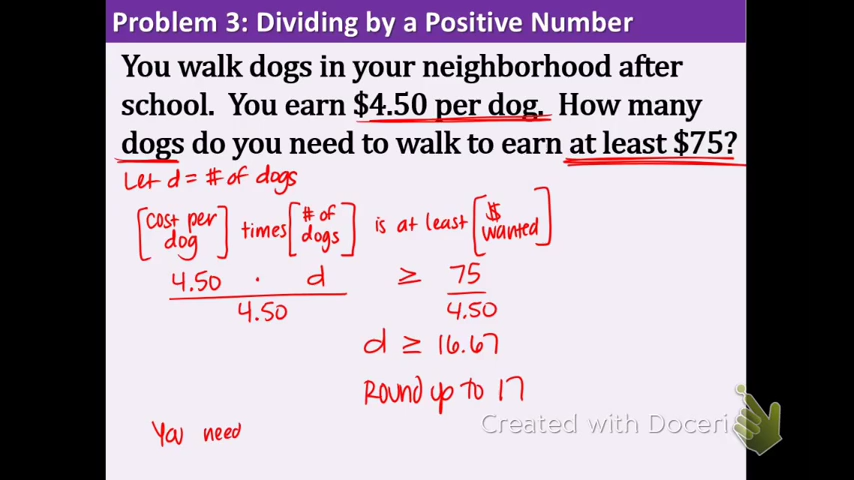 Problem 3: Dividing by a Positive Number
You walk dogs in your neighborhood after
school. You earn $4.50 per dog. How many
dogs do you need to walk to earn at least $75?
Let d = # of dogs
[cost per dog] times [# of dogs] is at least [$ wanted]
4.50 · d ≥ 75
4.50 4.50
d ≥ 16.67
Round up to 17
Created with Doceri
You need